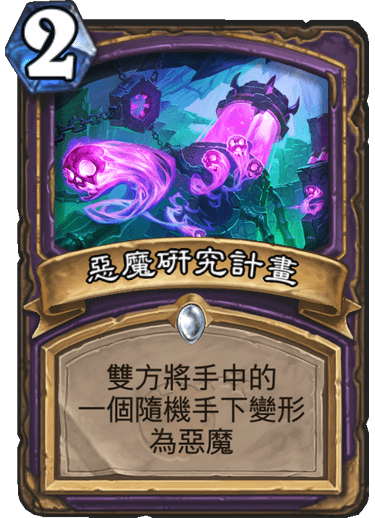 2
惡魔研究計畫
雙方將手中的
一個隨機手下變形
為惡魔